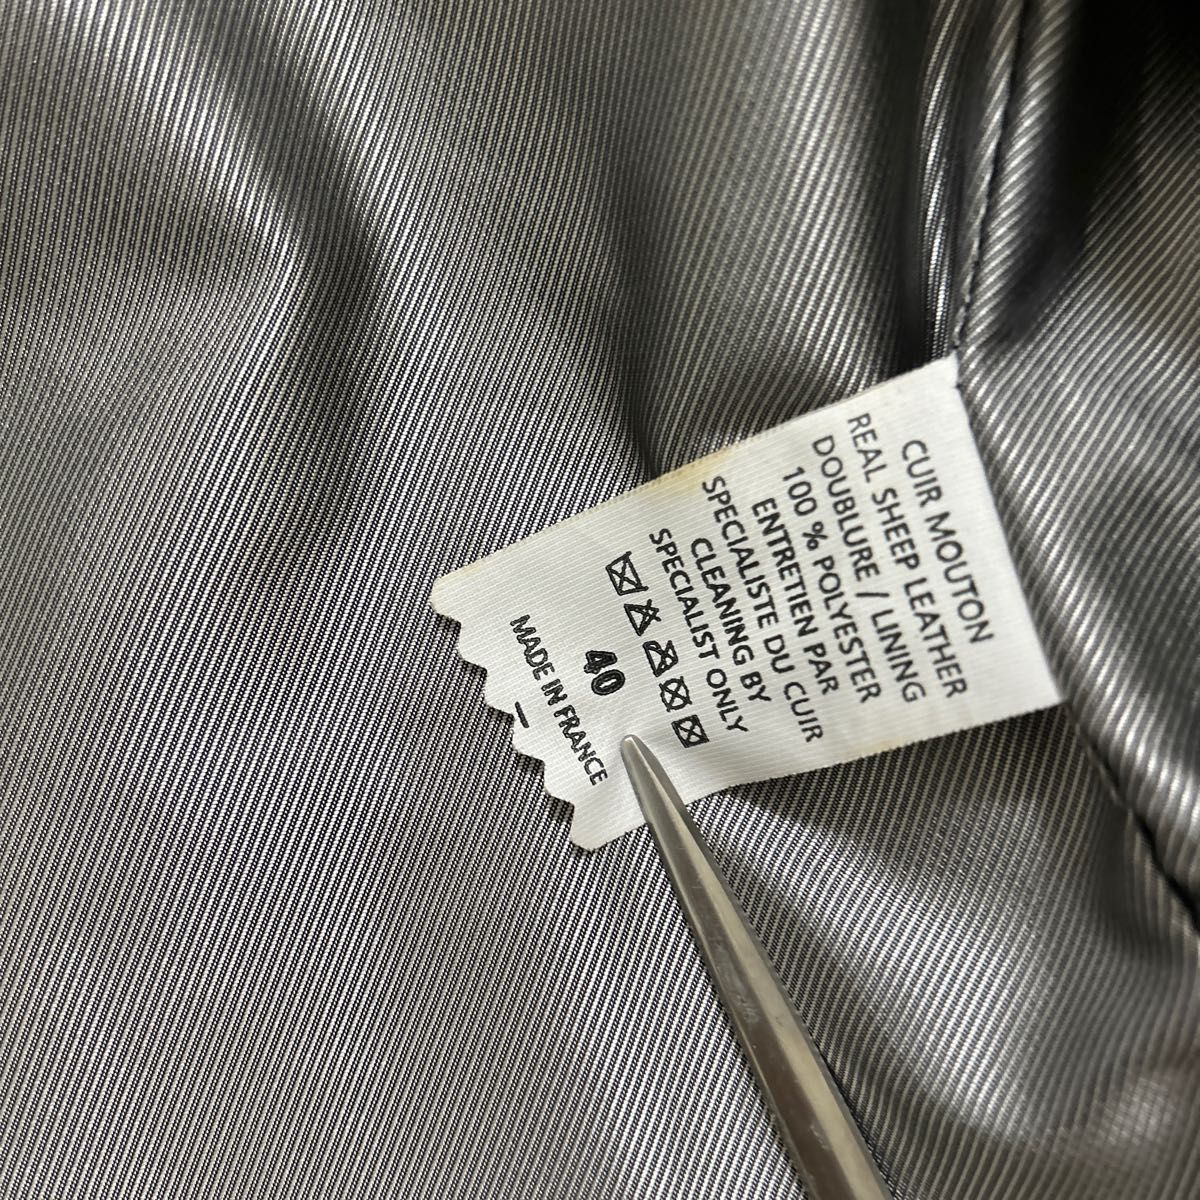 CUIR MOUTON
REAL SHEEP LEATHER
DOUBLURE / LINING
100 % POLYESTER
ENTRETIEN PAR
SPECIALISTE DU CUIR
CLEANING BY
SPECIALIST ONLY
40
MADE IN FRANCE